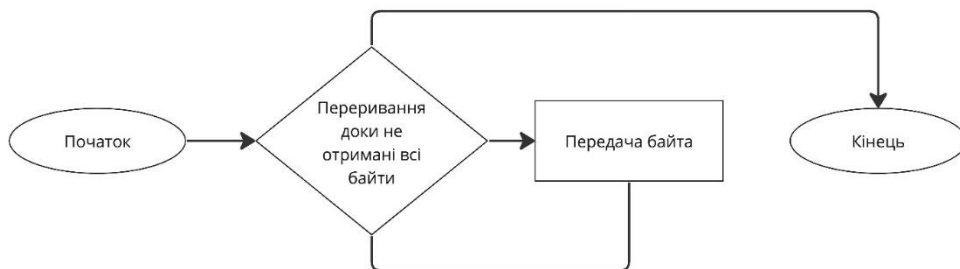 Початок
Переривання
доки не
отримані всі
байти
Передача байта
Кінець